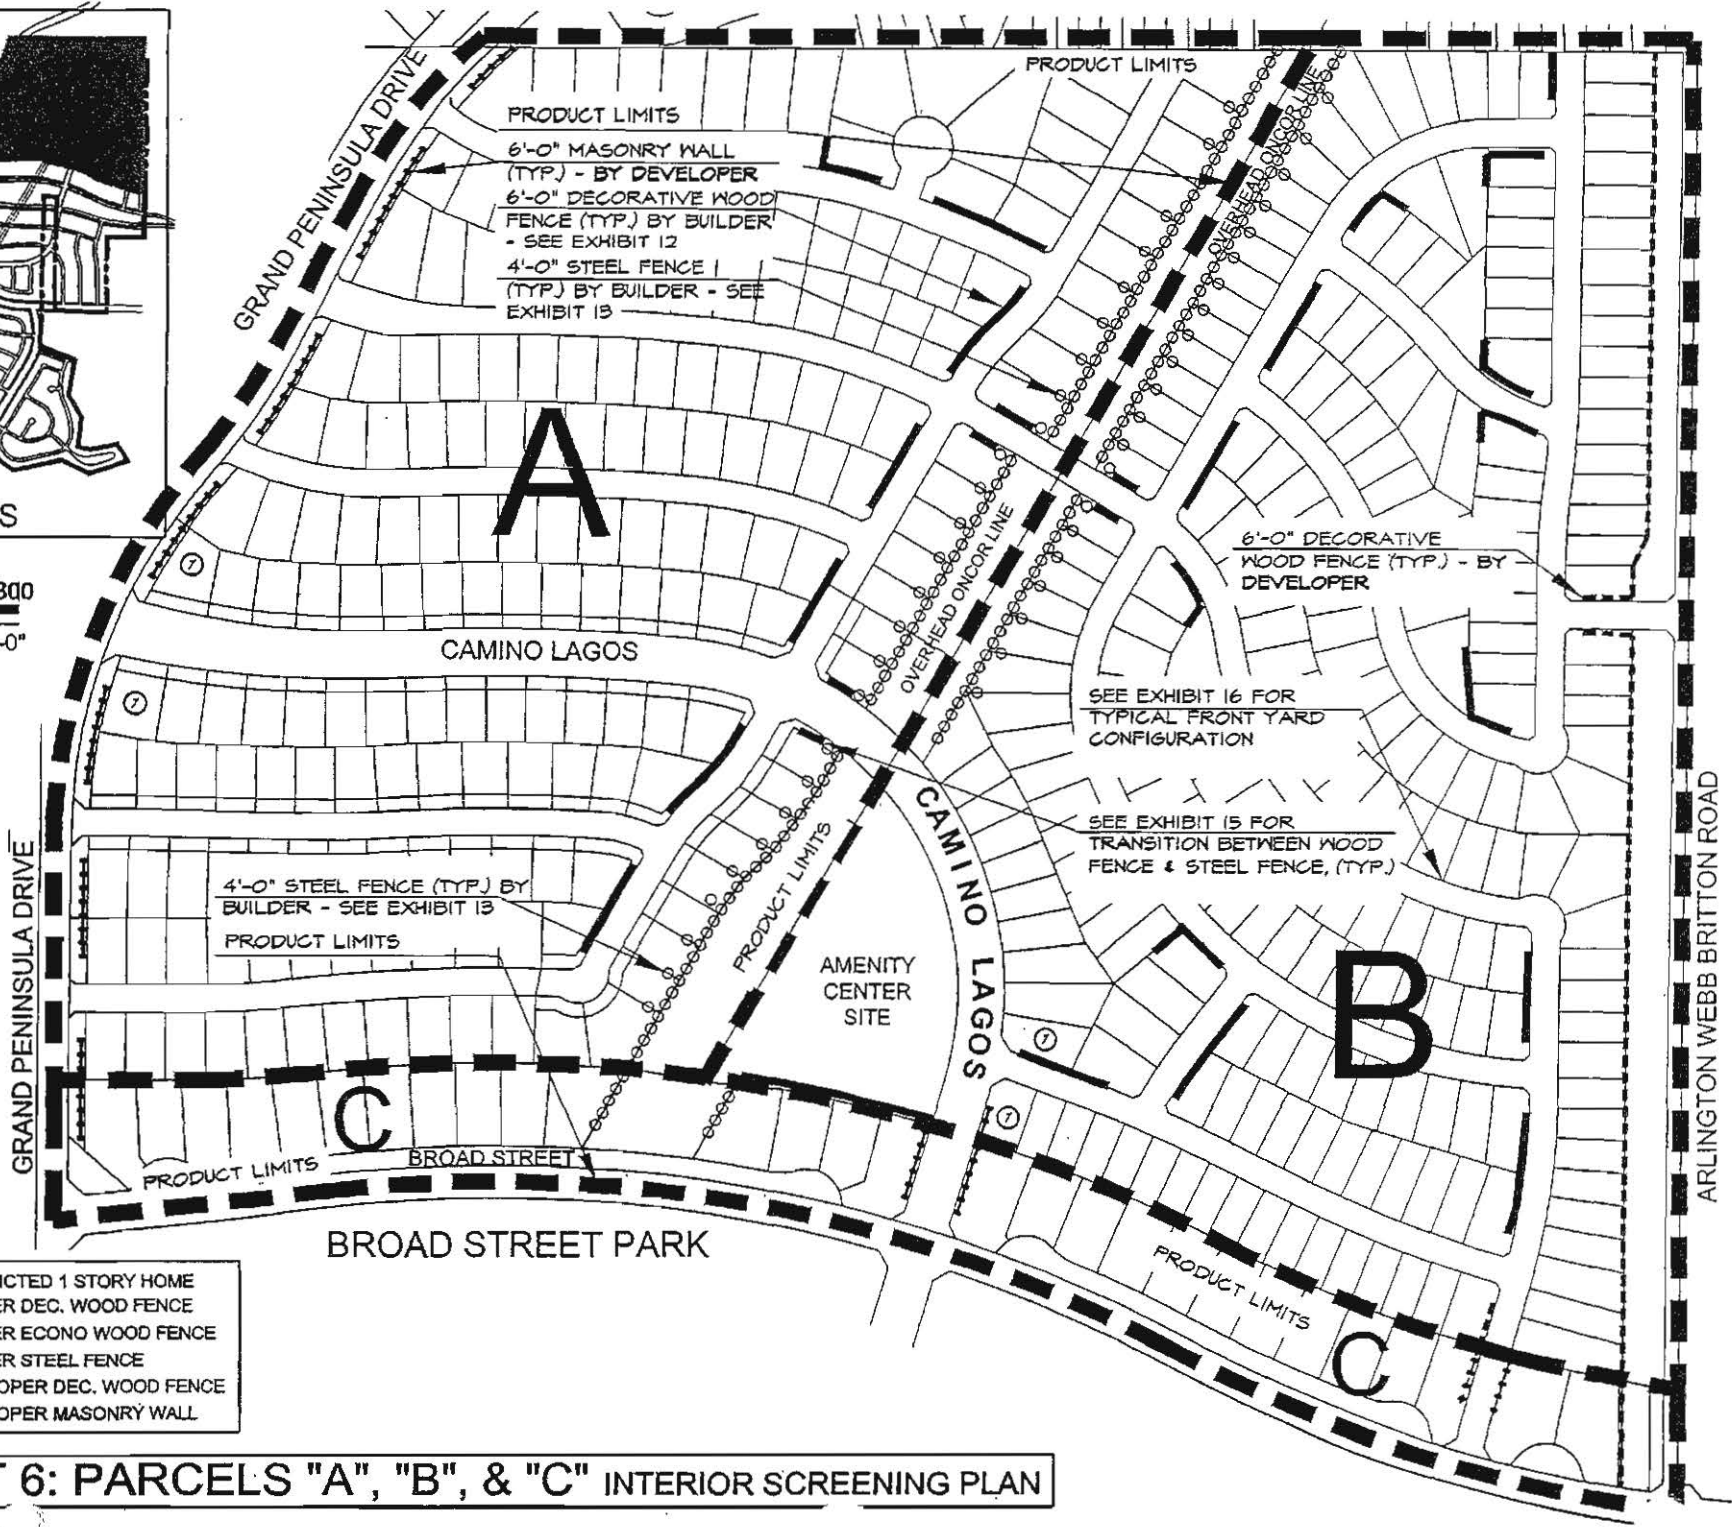 PRODUCT LIMITS
PRODUCT LIMITS
6'-0" MASONRY WALL
(TYP.) - BY DEVELOPER
6'-0" DECORATIVE WOOD
FENCE (TYP.) BY BUILDER
- SEE EXHIBIT 12
4'-0" STEEL FENCE
(TYP.) BY BUILDER - SEE
EXHIBIT 13
GRAND PENINSULA DRIVE
OVERHEAD ONCOR LINE
OVERHEAD ONCOR LINE
S
300
-0"
A
1
CAMINO LAGOS
1
6'-0" DECORATIVE
WOOD FENCE (TYP.) - BY
DEVELOPER
OVERHEAD ONCOR LINE
SEE EXHIBIT 16 FOR
TYPICAL FRONT YARD
CONFIGURATION
SEE EXHIBIT 15 FOR
TRANSITION BETWEEN WOOD
FENCE & STEEL FENCE, (TYP.)
CAMINO LAGOS
PRODUCT LIMITS
4'-0" STEEL FENCE (TYP.) BY
BUILDER - SEE EXHIBIT 13
PRODUCT LIMITS
AMENITY
CENTER
SITE
B
1
1
GRAND PENINSULA DRIVE
ARLINGTON WEBB BRITTON ROAD
C
PRODUCT LIMITS
BROAD STREET
BROAD STREET PARK
PRODUCT LIMITS
C
ICTED 1 STORY HOME
ER DEC. WOOD FENCE
ER ECONO WOOD FENCE
ER STEEL FENCE
OPER DEC. WOOD FENCE
OPER MASONRY WALL
T 6: PARCELS "A", "B", & "C" INTERIOR SCREENING PLAN